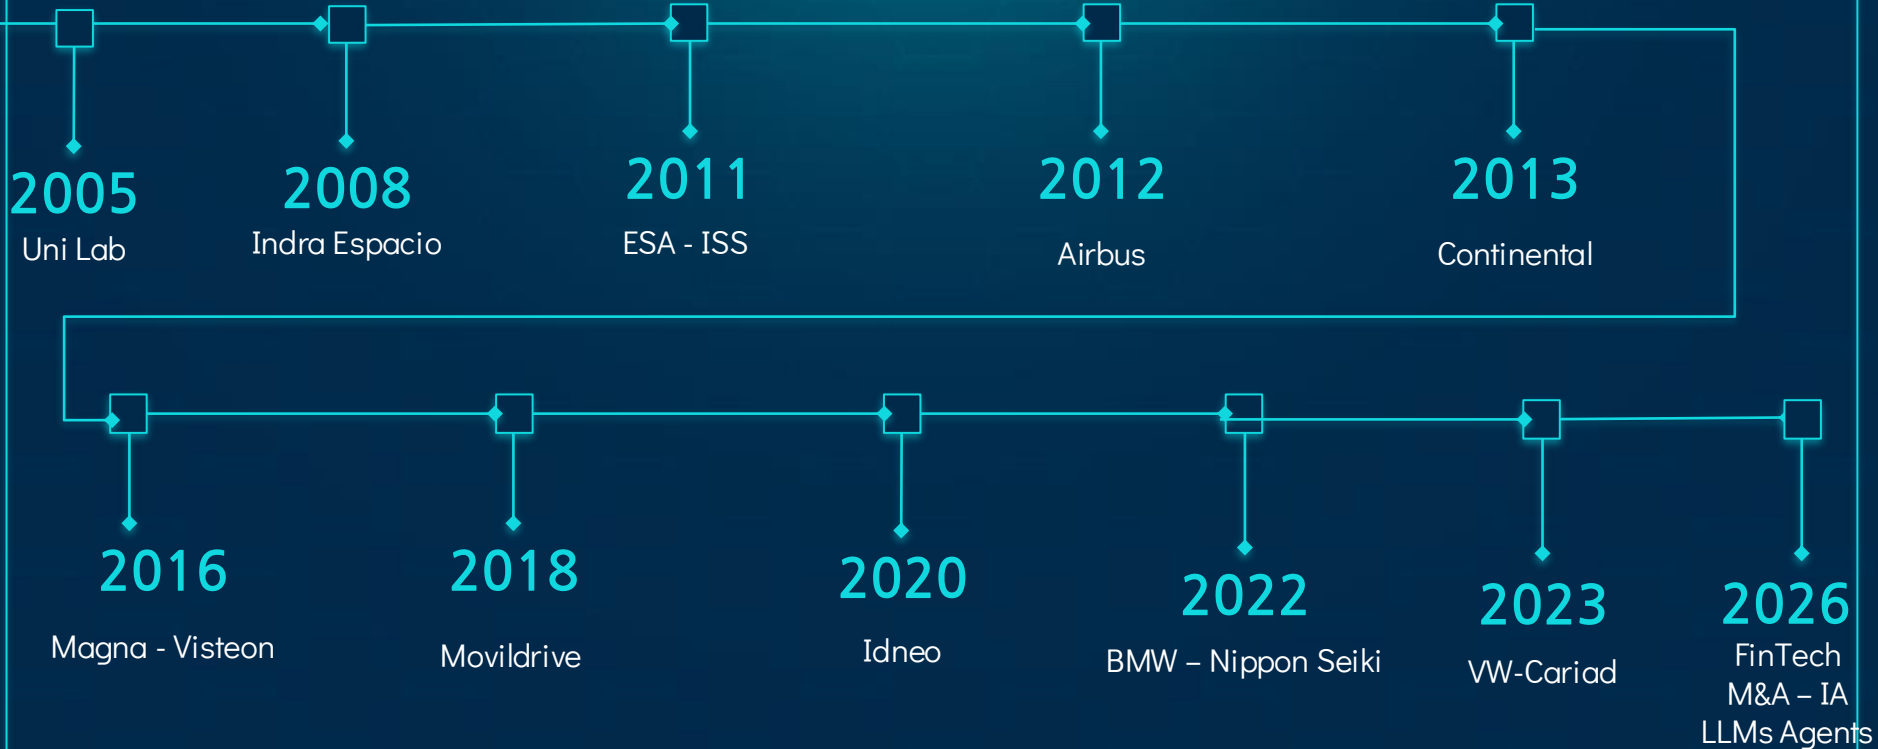 2005
Uni Lab
2008
Indra Espacio
2011
ESA - ISS
2012
Airbus
2013
Continental
2016
Magna - Visteon
2018
Movildrive
2020
Idneo
2022
BMW – Nippon Seiki
2023
VW-Cariad
2026
FinTech
M&A – IA
LLMs Agents